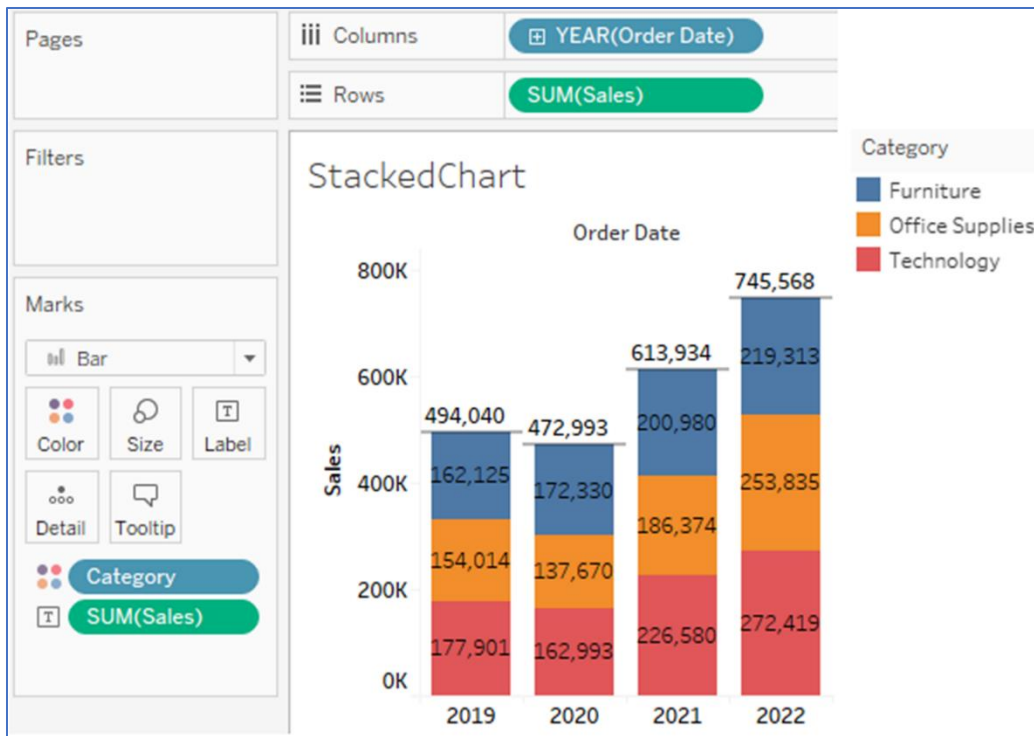 Pages
Columns
YEAR(Order Date)
Rows
SUM(Sales)
Filters
Marks
Bar
Color
Size
Label
Detail
Tooltip
Category
SUM(Sales)
StackedChart
Order Date
Sales
800K
600K
400K
200K
0K
494,040
162,125
154,014
177,901
472,993
172,330
137,670
162,993
613,934
200,980
186,374
226,580
745,568
219,313
253,835
272,419
2019
2020
2021
2022
Category
Furniture
Office Supplies
Technology